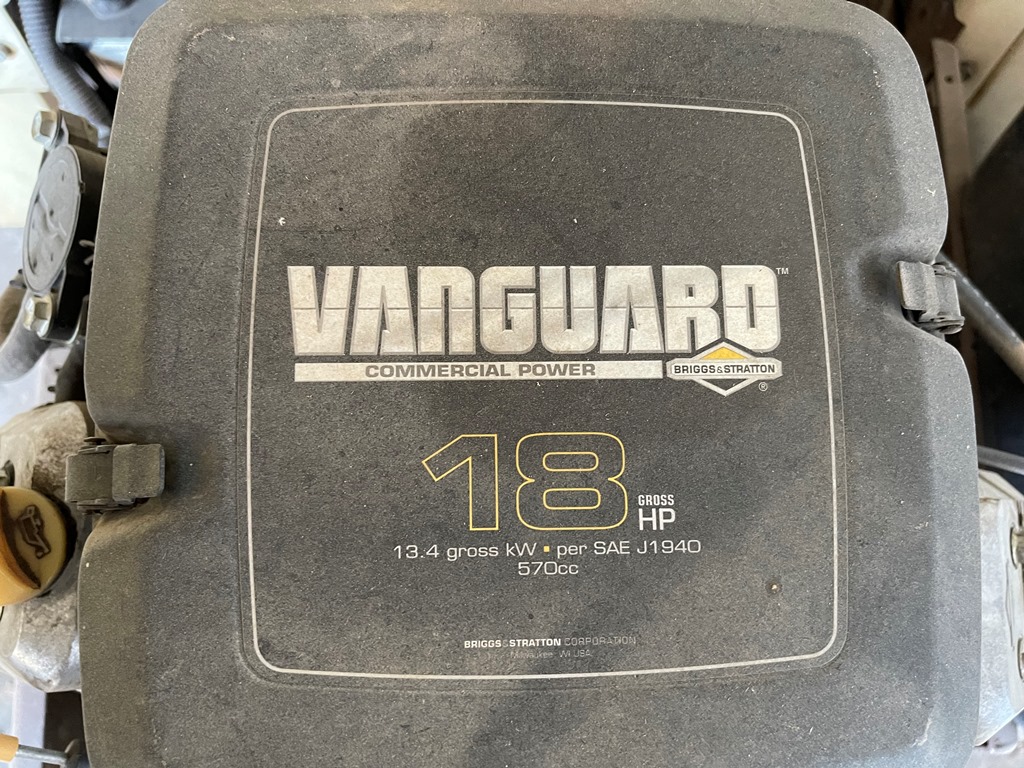 VANGUARD™
COMMERCIAL POWER
BRIGGS&STRATTON®
18 GROSS HP
13.4 gross kW ▪ per SAE J1940
570cc
BRIGGS&STRATTON CORPORATION
Milwaukee, WI USA